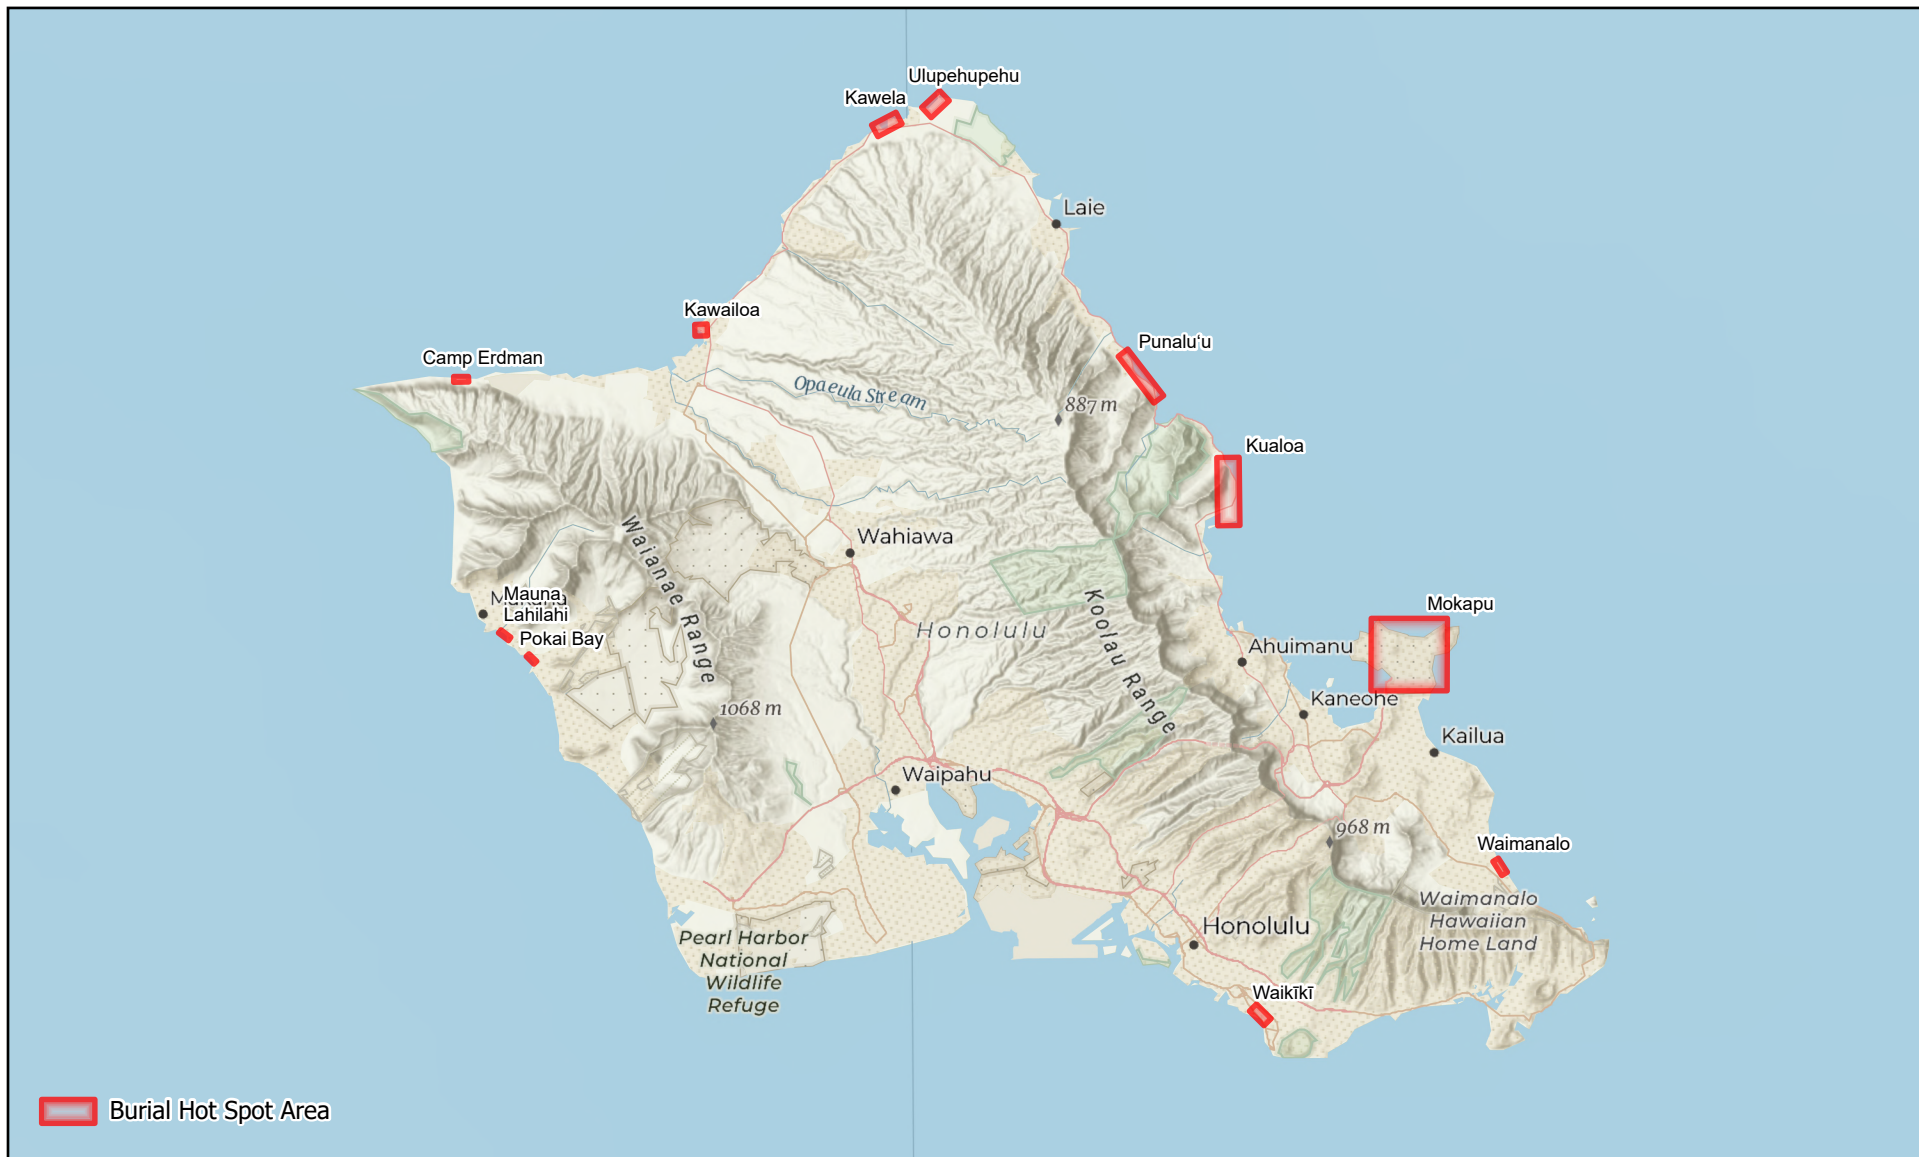 Ulupehupehu
Kawela
Laie
Kawailoa
Punaluʻu
Camp Erdman
Opaeula Stream
887 m
Kualoa
Waianae Range
Wahiawa
Mauna
Lahilahi
Pokai Bay
Koolau Range
Honolulu
Mokapu
Ahuimanu
Kaneohe
1068 m
Kailua
Waipahu
968 m
Waimanalo
Waimanalo
Hawaiian
Home Land
Honolulu
Pearl Harbor
National
Wildlife
Refuge
Waikīkī
Burial Hot Spot Area